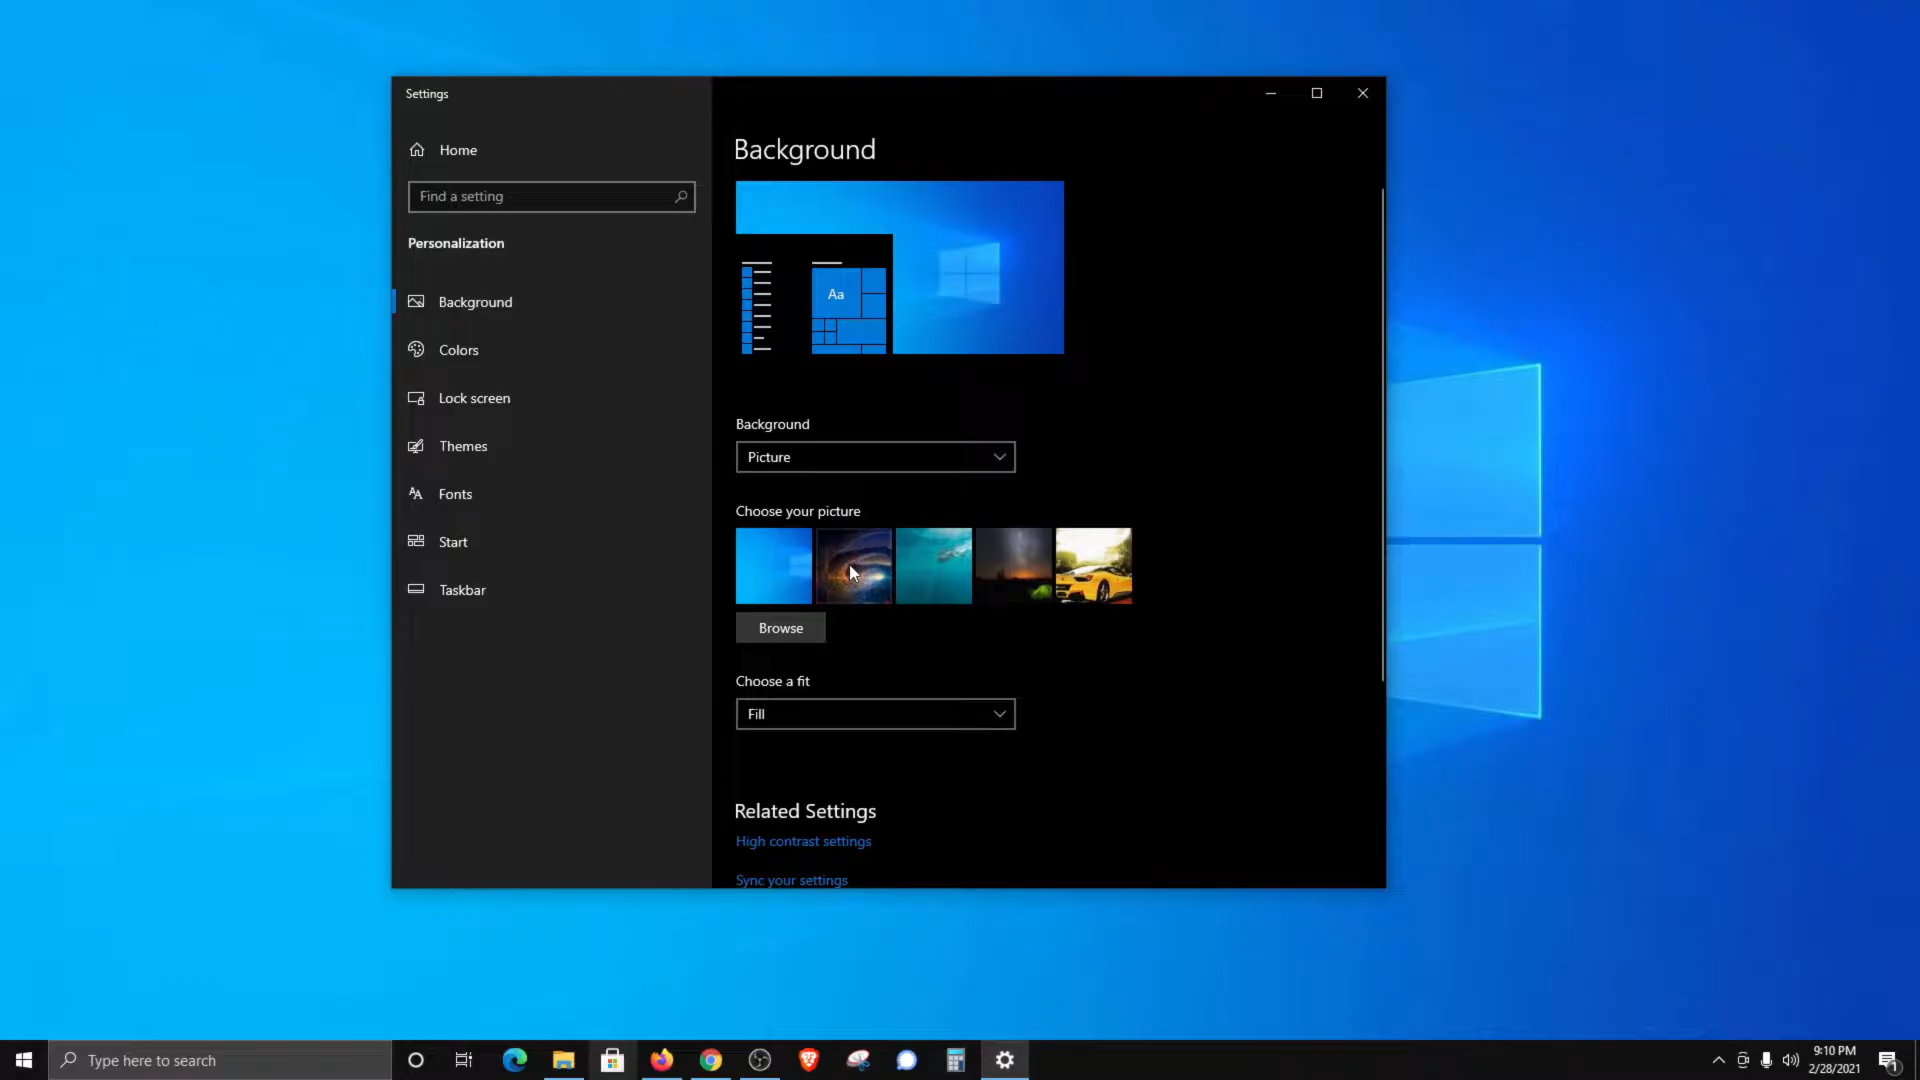 Settings
Home
Find a setting
Personalization
Background
Colors
Lock screen
Themes
Fonts
Start
Taskbar
Background
Aa
Background
Picture
Choose your picture
Browse
Choose a fit
Fill
Related Settings
High contrast settings
Sync your settings
Type here to search
9:10 PM
2/28/2021
1